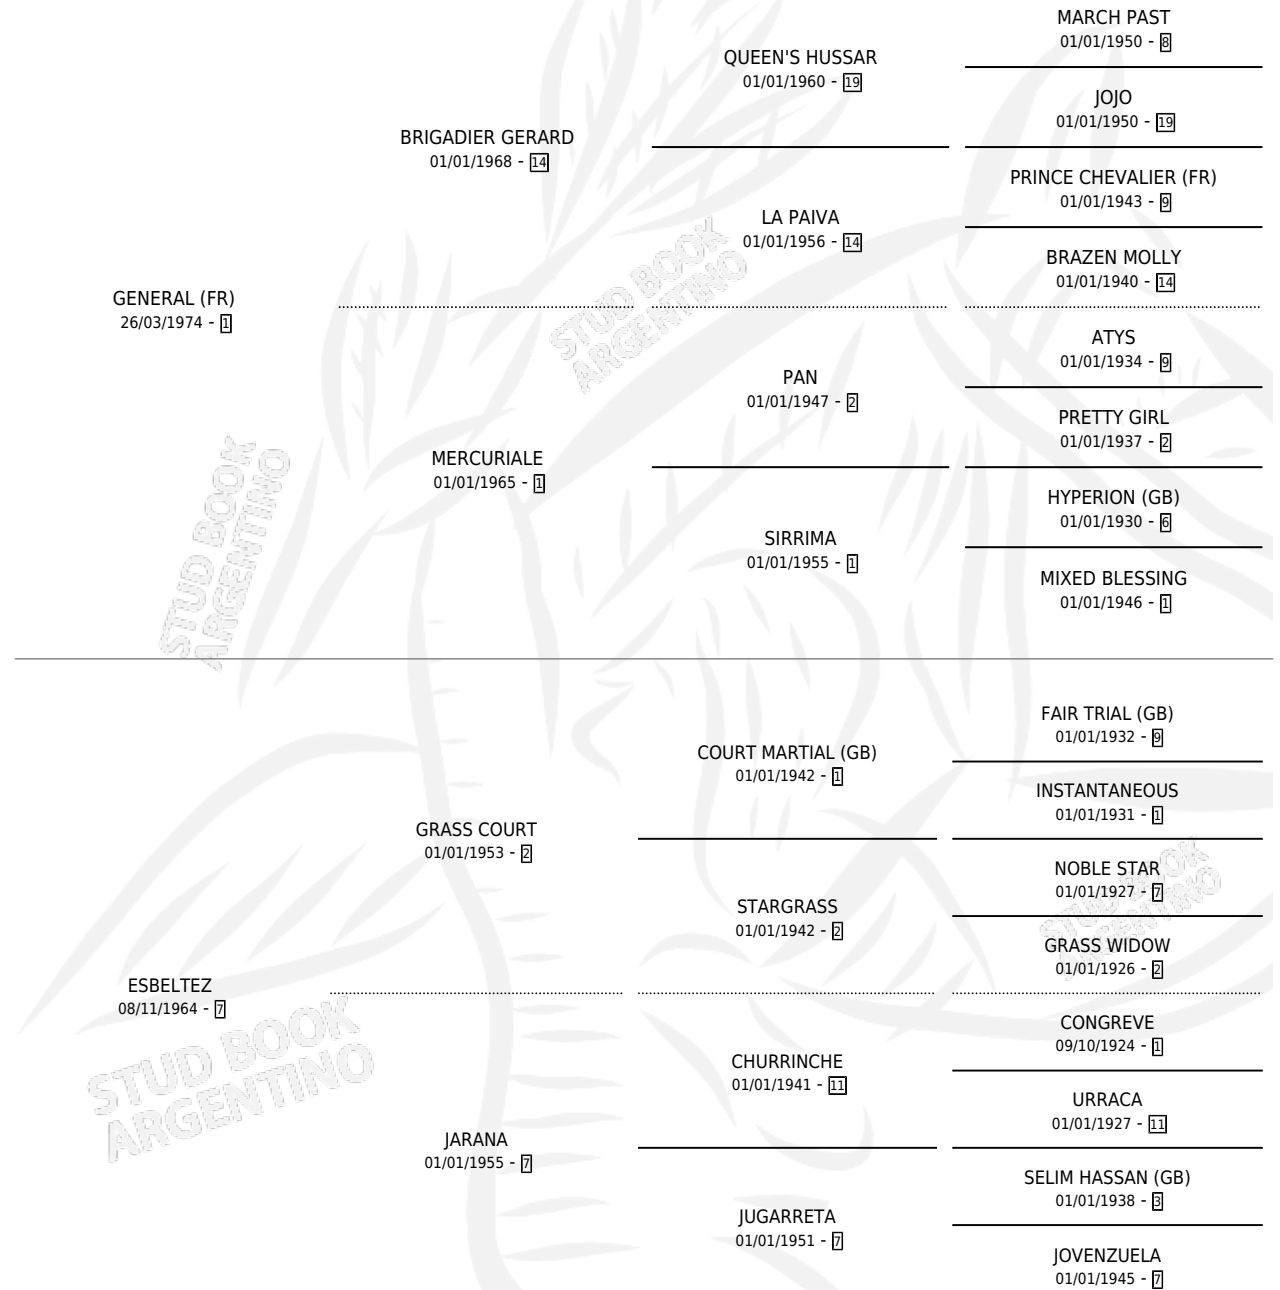 MARCH PAST
01/01/1950 - 8
QUEEN'S HUSSAR
01/01/1960 - 19
JOJO
01/01/1950 - 19
BRIGADIER GERARD
01/01/1968 - 14
PRINCE CHEVALIER (FR)
01/01/1943 - 9
LA PAIVA
01/01/1956 - 14
BRAZEN MOLLY
01/01/1940 - 14
GENERAL (FR)
26/03/1974 - 1
ATYS
01/01/1934 - 9
PAN
01/01/1947 - 2
PRETTY GIRL
01/01/1937 - 2
MERCURIALE
01/01/1965 - 1
HYPERION (GB)
01/01/1930 - 6
SIRRIMA
01/01/1955 - 1
MIXED BLESSING
01/01/1946 - 1
FAIR TRIAL (GB)
01/01/1932 - 9
COURT MARTIAL (GB)
01/01/1942 - 1
INSTANTANEOUS
01/01/1931 - 1
GRASS COURT
01/01/1953 - 2
NOBLE STAR
01/01/1927 - 7
STARGRASS
01/01/1942 - 2
GRASS WIDOW
01/01/1926 - 2
ESBELTEZ
08/11/1964 - 7
CONGREVE
09/10/1924 - 1
CHURRINCHE
01/01/1941 - 11
URRACA
01/01/1927 - 11
JARANA
01/01/1955 - 7
SELIM HASSAN (GB)
01/01/1938 - 3
JUGARRETA
01/01/1951 - 7
JOVENZUELA
01/01/1945 - 7
STUD BOOK
ARGENTINO
STUD BOOK
ARGENTINO
STUD BOOK
ARGENTINO
STUD BOOK
ARGENTINO